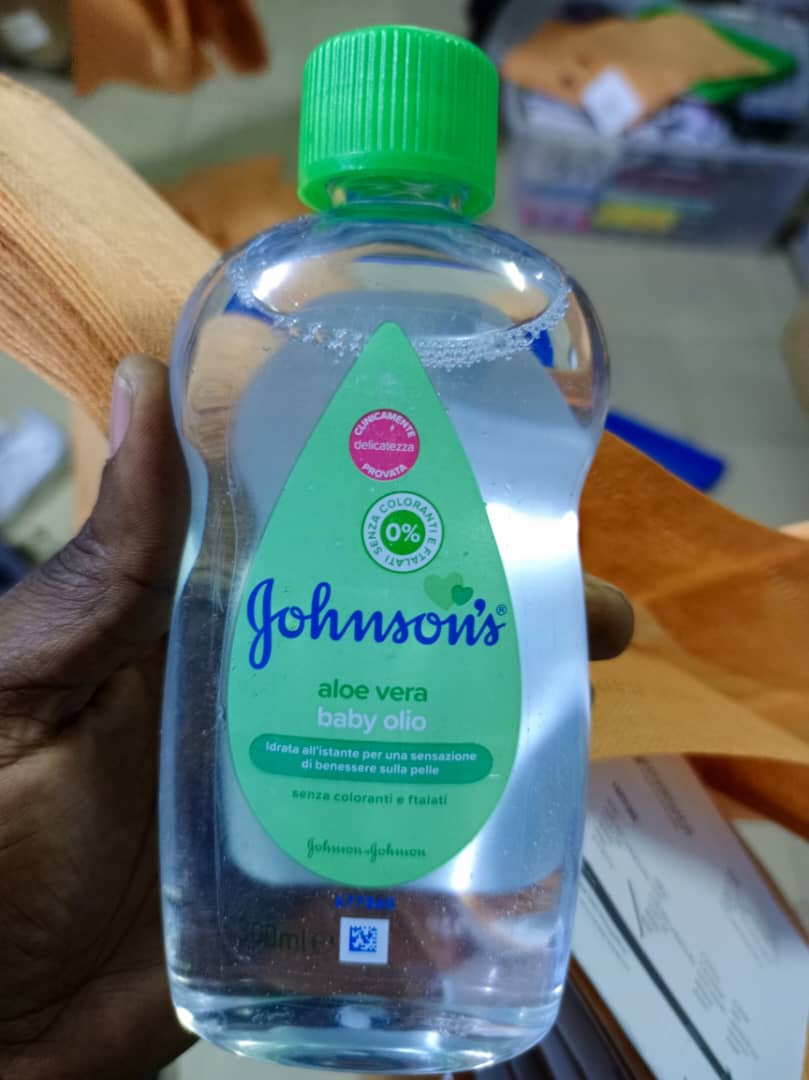 CLINICAMENTE
delicatezza
PROVATA
SENZA COLORANTI E FTALATI
0%
Johnson's®
aloe vera
baby olio
Idrata all'istante per una sensazione
di benessere sulla pelle
senza coloranti e ftalati
Johnson+Johnson
300ml e